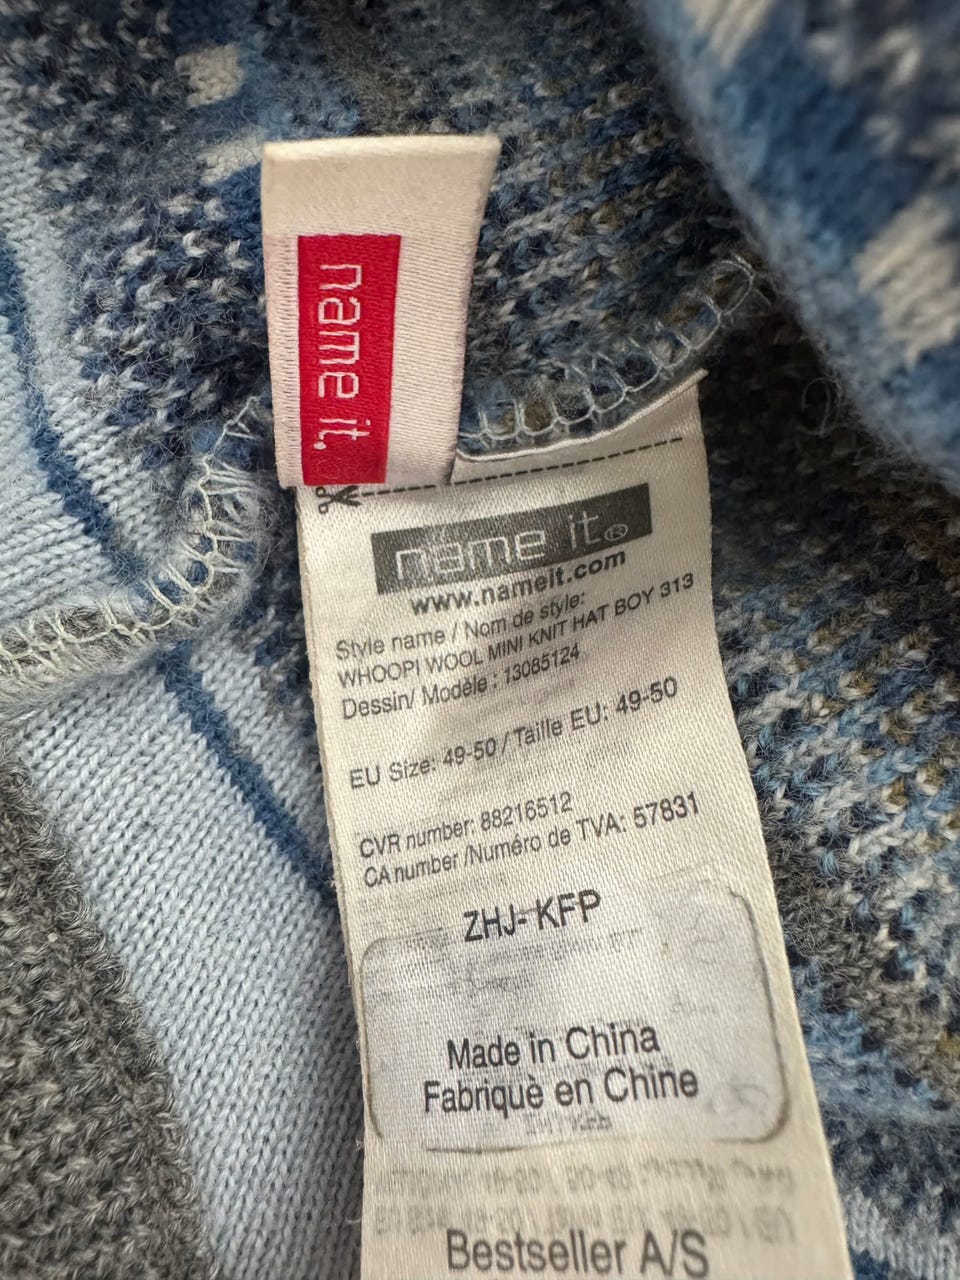 name it.
name it.®
www.nameit.com
Style name / Nom de style:
WHOOPI WOOL MINI KNIT HAT BOY 313
Dessin/ Modèle : 13085124
EU Size: 49-50 / Taille EU: 49-50
CVR number: 88216512
CA number /Numéro de TVA: 57831
ZHJ- KFP
Made in China
Fabriquè en Chine
Bestseller A/S